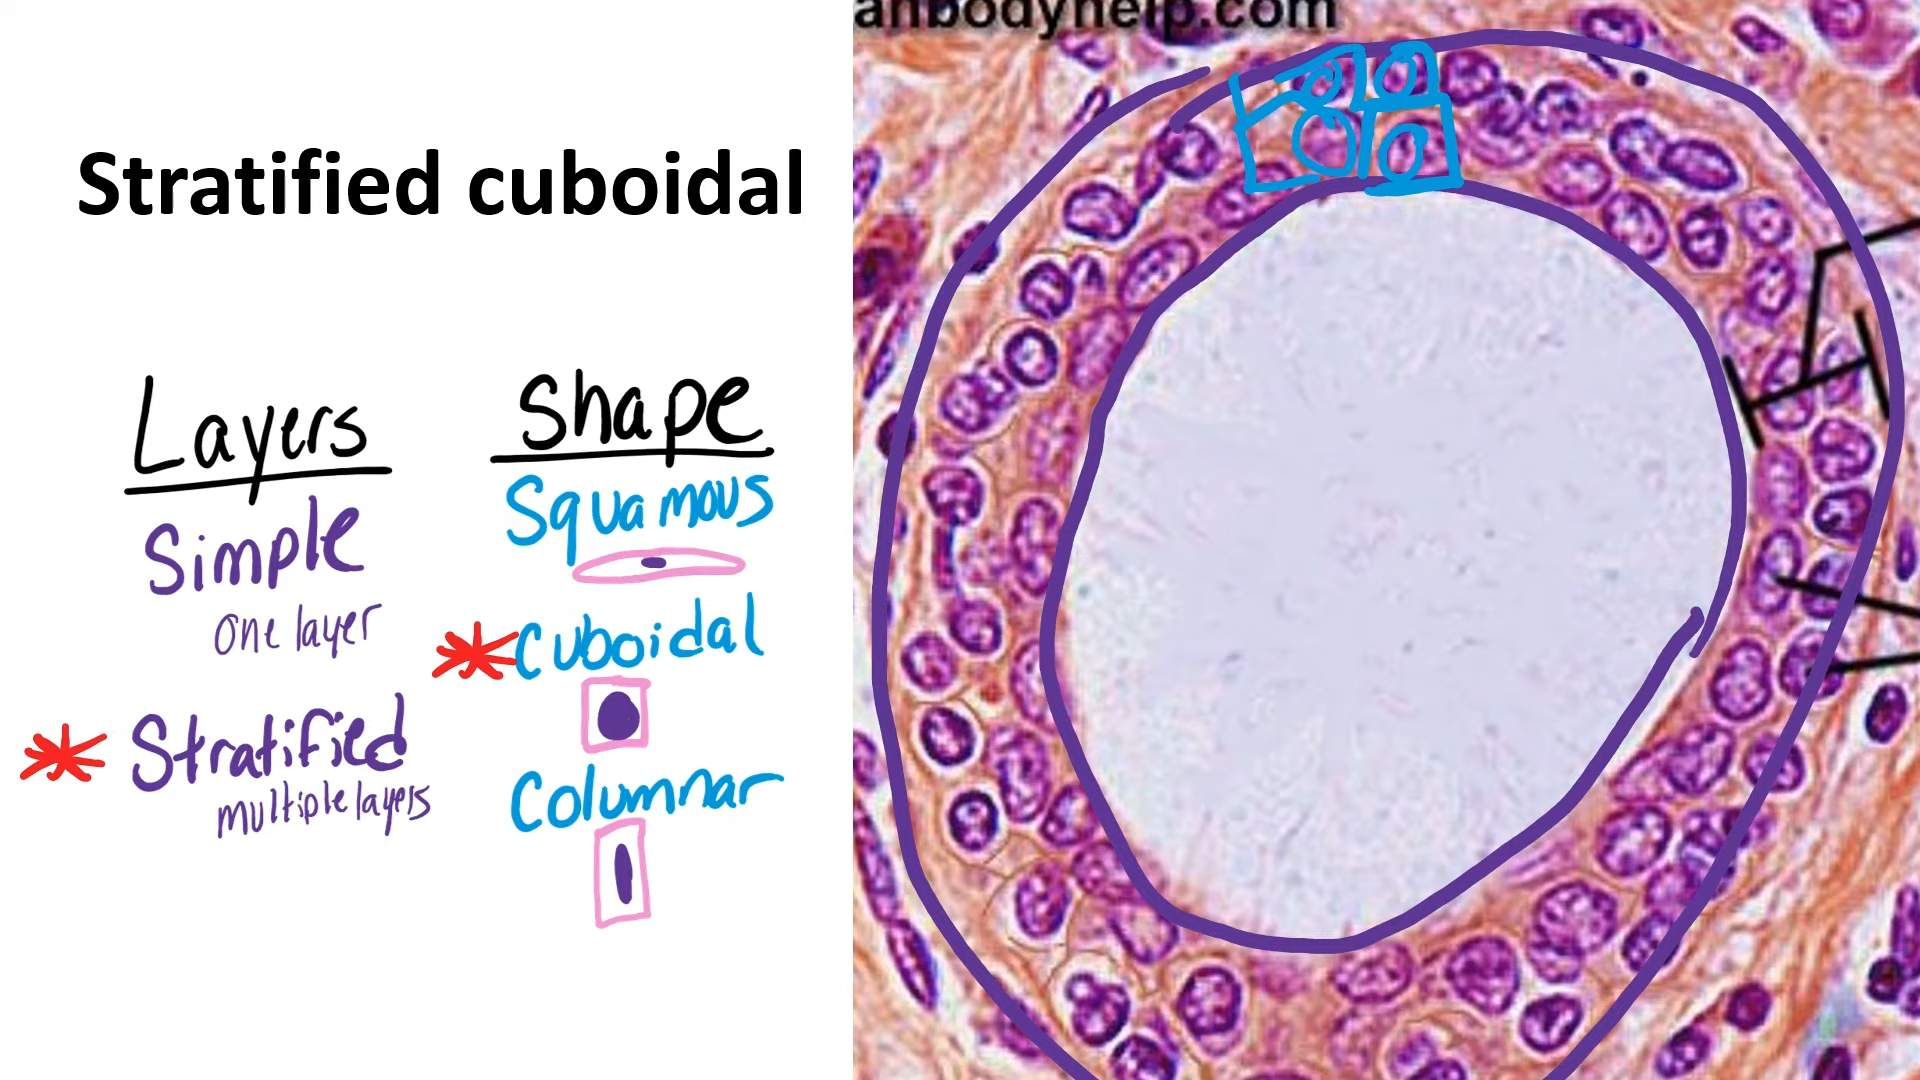 anbodyhelp.com
Stratified cuboidal
Layers
Simple
one layer
* Stratified
multiple layers
Shape
Squamous
* Cuboidal
Columnar